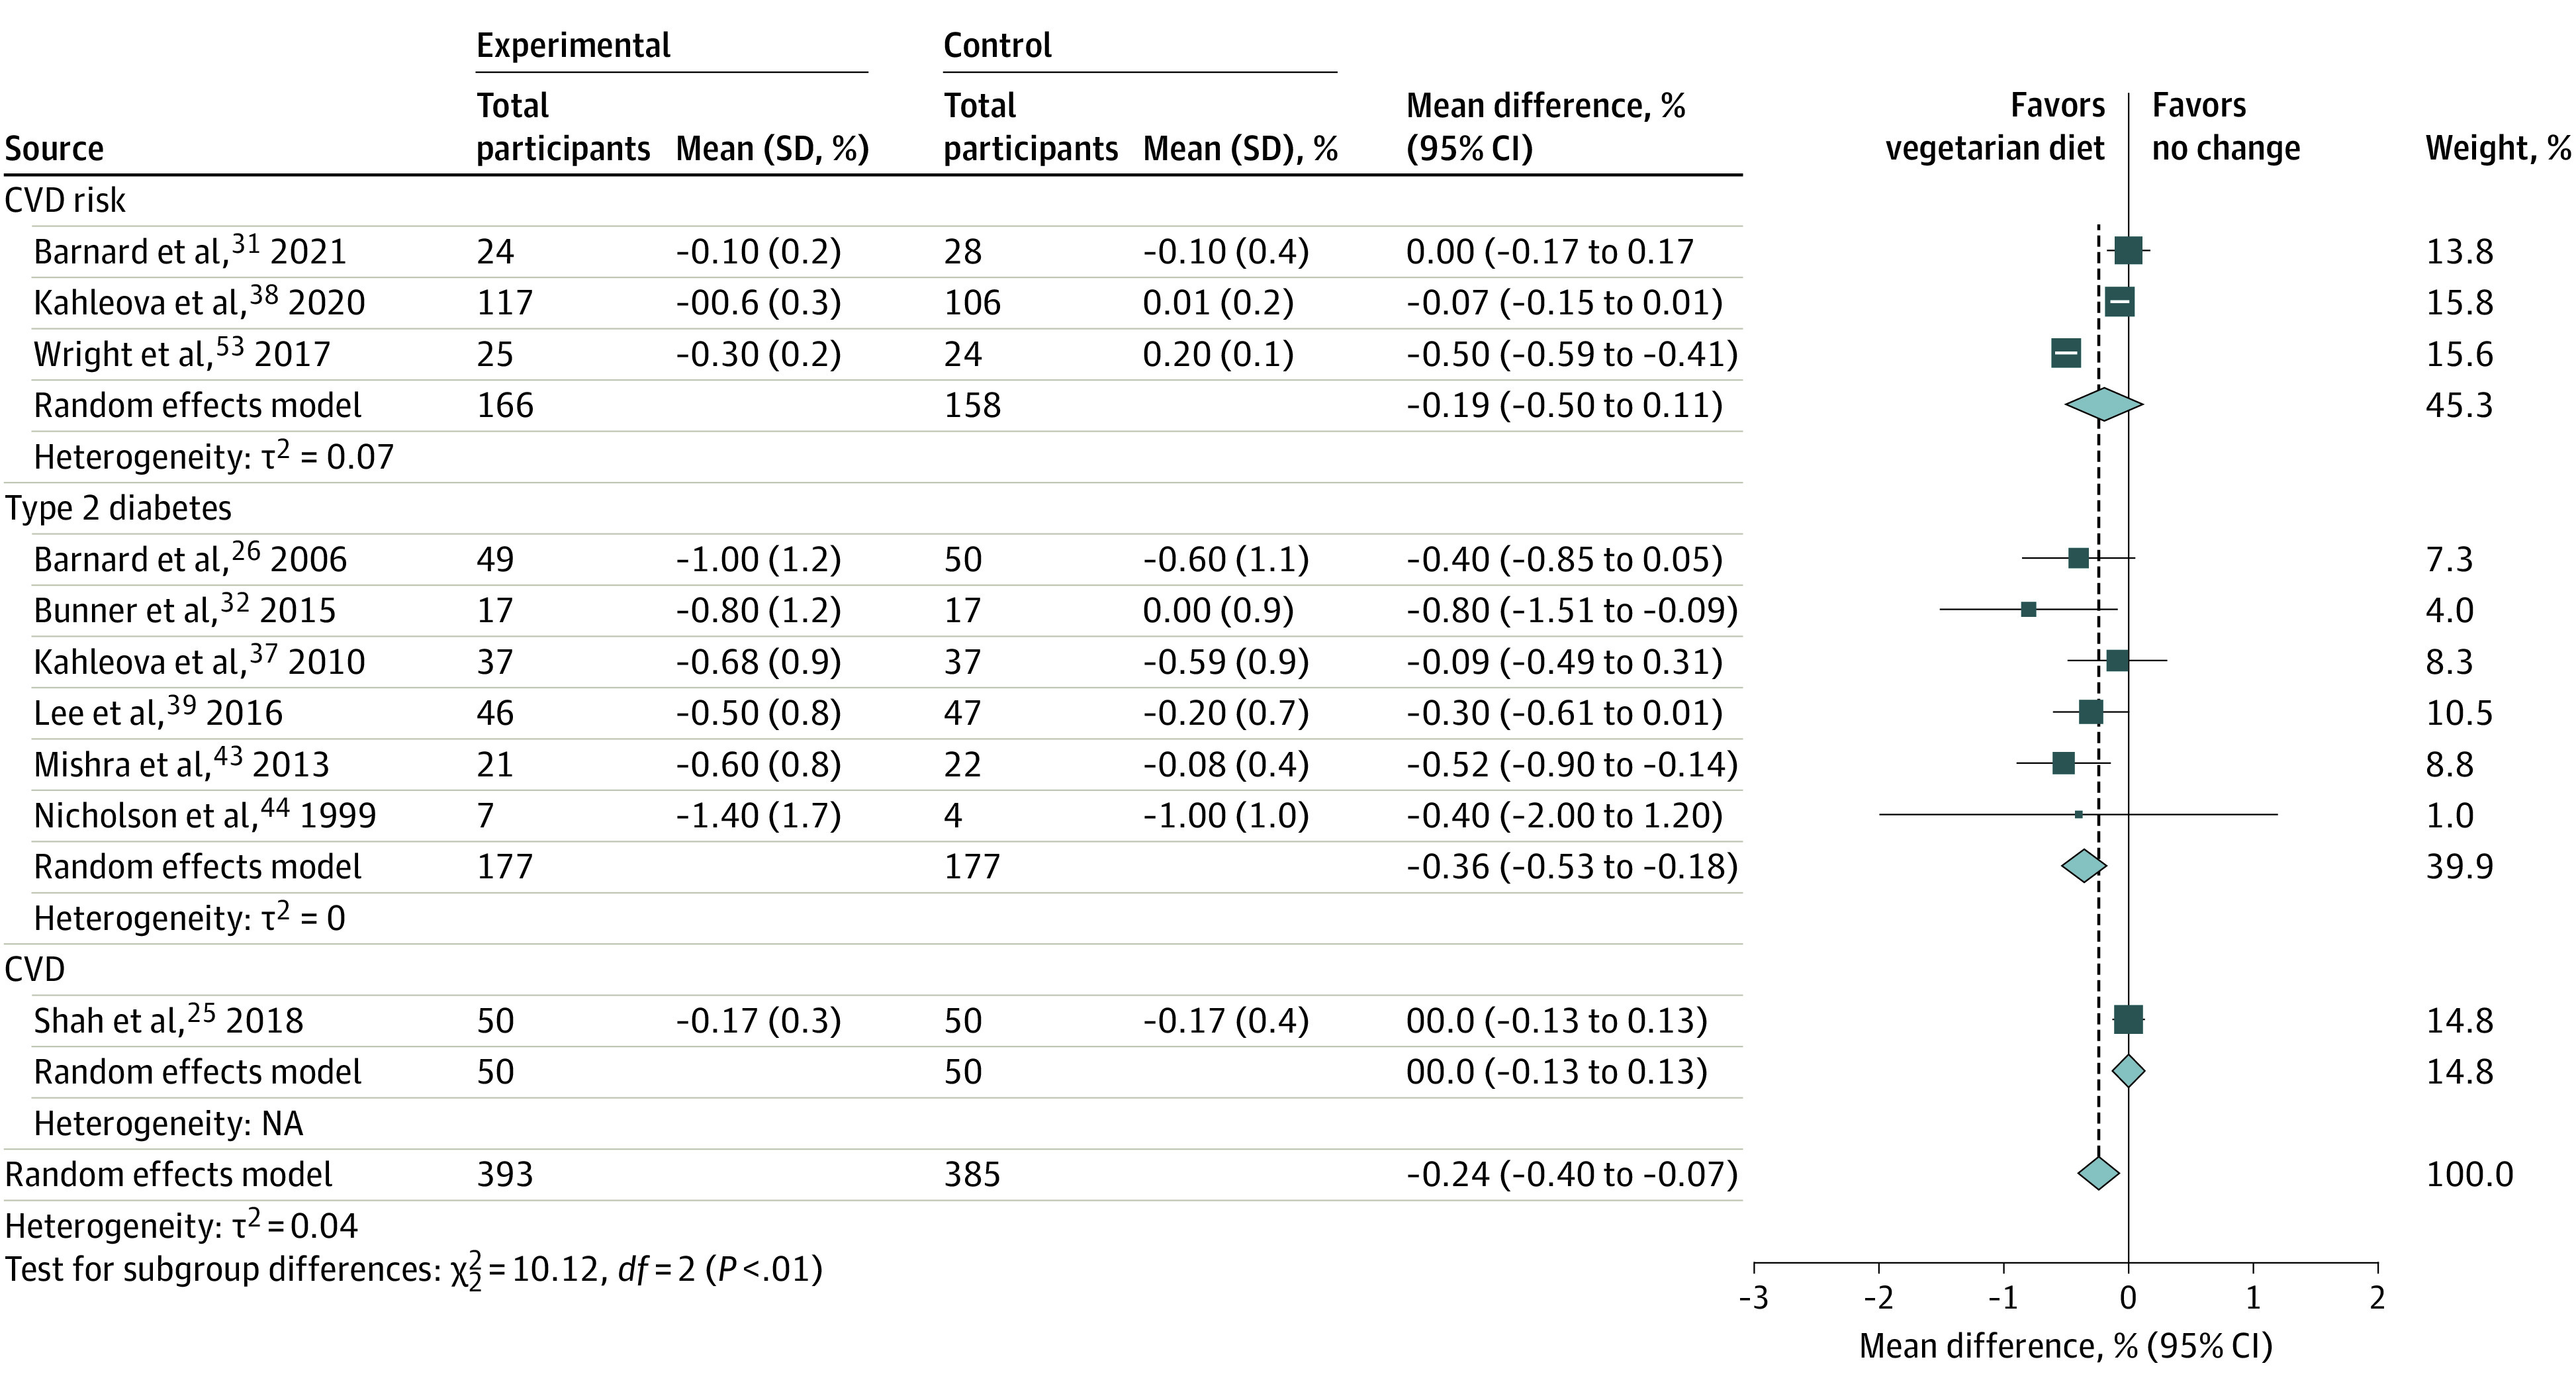 Experimental Control
Total Total Mean difference, % Favors Favors
Source participants Mean (SD, %) participants Mean (SD), % (95% CI) vegetarian diet no change Weight, %
CVD risk
Barnard et al,31 2021 24 -0.10 (0.2) 28 -0.10 (0.4) 0.00 (-0.17 to 0.17 13.8
Kahleova et al,38 2020 117 -00.6 (0.3) 106 0.01 (0.2) -0.07 (-0.15 to 0.01) 15.8
Wright et al,53 2017 25 -0.30 (0.2) 24 0.20 (0.1) -0.50 (-0.59 to -0.41) 15.6
Random effects model 166 158 -0.19 (-0.50 to 0.11) 45.3
Heterogeneity: τ2 = 0.07
Type 2 diabetes
Barnard et al,26 2006 49 -1.00 (1.2) 50 -0.60 (1.1) -0.40 (-0.85 to 0.05) 7.3
Bunner et al,32 2015 17 -0.80 (1.2) 17 0.00 (0.9) -0.80 (-1.51 to -0.09) 4.0
Kahleova et al,37 2010 37 -0.68 (0.9) 37 -0.59 (0.9) -0.09 (-0.49 to 0.31) 8.3
Lee et al,39 2016 46 -0.50 (0.8) 47 -0.20 (0.7) -0.30 (-0.61 to 0.01) 10.5
Mishra et al,43 2013 21 -0.60 (0.8) 22 -0.08 (0.4) -0.52 (-0.90 to -0.14) 8.8
Nicholson et al,44 1999 7 -1.40 (1.7) 4 -1.00 (1.0) -0.40 (-2.00 to 1.20) 1.0
Random effects model 177 177 -0.36 (-0.53 to -0.18) 39.9
Heterogeneity: τ2 = 0
CVD
Shah et al,25 2018 50 -0.17 (0.3) 50 -0.17 (0.4) 00.0 (-0.13 to 0.13) 14.8
Random effects model 50 50 00.0 (-0.13 to 0.13) 14.8
Heterogeneity: NA
Random effects model 393 385 -0.24 (-0.40 to -0.07) 100.0
Heterogeneity: τ2 = 0.04
Test for subgroup differences: χ22 = 10.12, df = 2 (P <.01)
-3 -2 -1 0 1 2
Mean difference, % (95% CI)